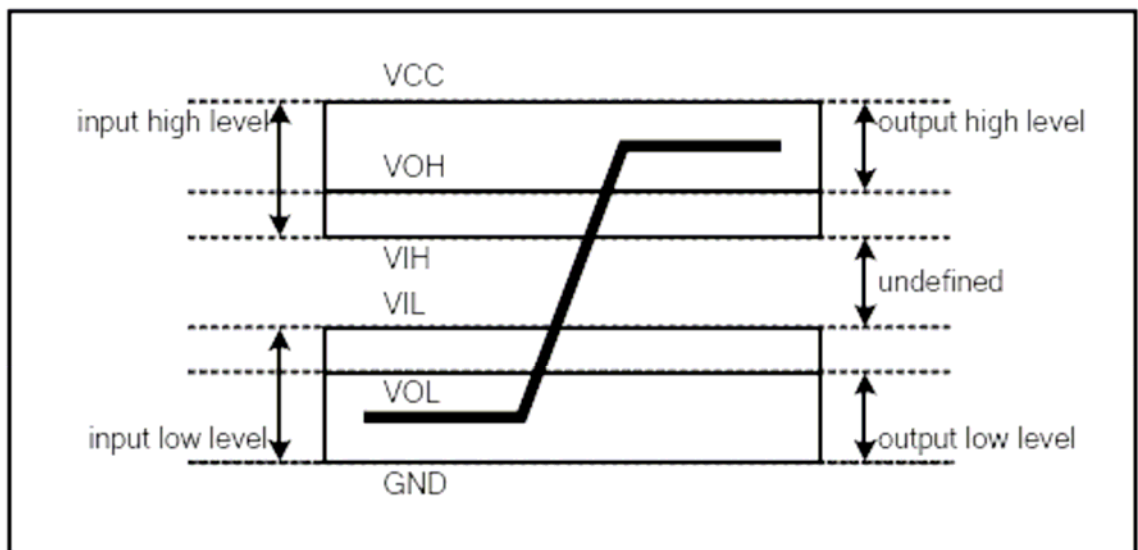 VCC
input high level
output high level
VOH
VIH
undefined
VIL
VOL
input low level
output low level
GND